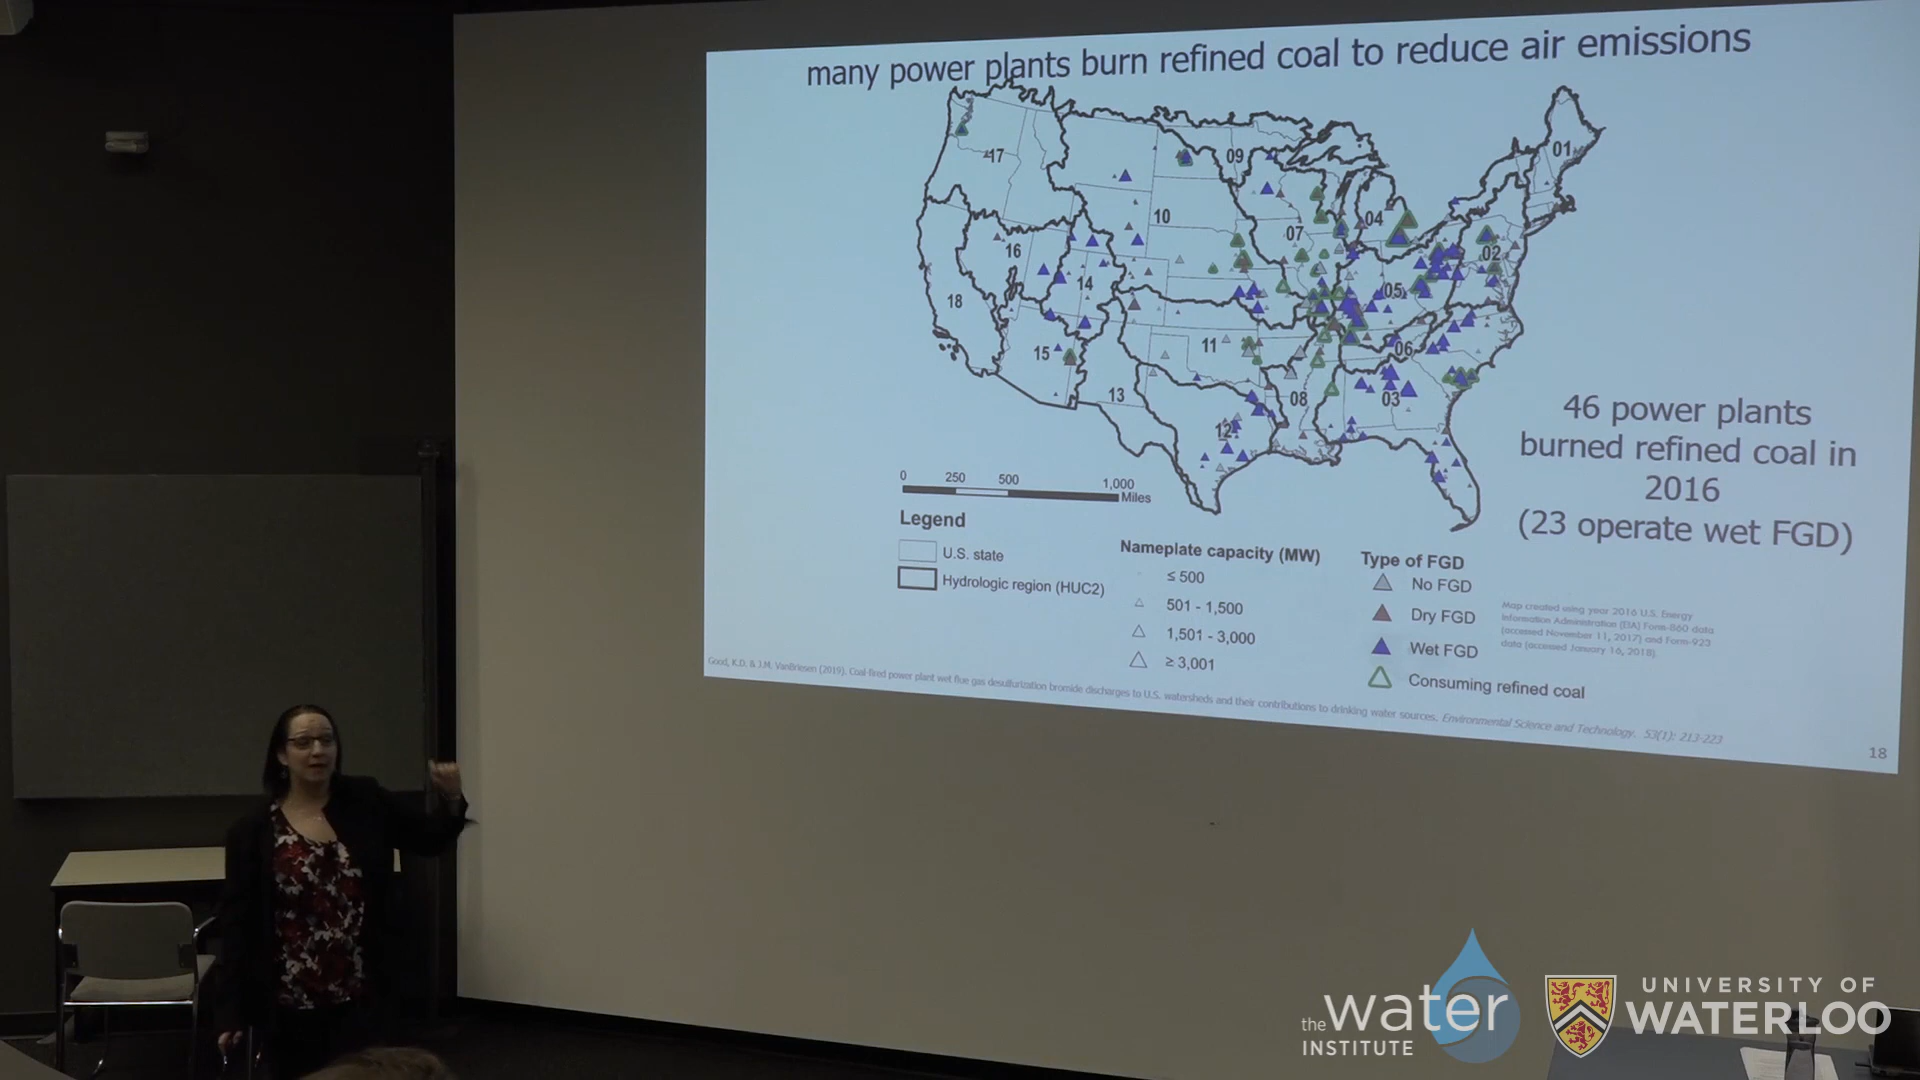 many power plants burn refined coal to reduce air emissions
01
02
03
04
05
06
07
08
09
10
11
12
13
14
15
16
17
18
46 power plants
burned refined coal in
2016
(23 operate wet FGD)
0 250 500 1,000
Miles
Legend
U.S. state
Hydrologic region (HUC2)
Nameplate capacity (MW)
≤ 500
501 - 1,500
1,501 - 3,000
≥ 3,001
Type of FGD
No FGD
Dry FGD
Wet FGD
Consuming refined coal
Map created using year 2016 U.S. Energy
Information Administration (EIA) Form-860 data
(accessed November 11, 2017) and Form-923
data (accessed January 16, 2018).
Good, K.D. & J.M. VanBriesen (2019). Coal-fired power plant wet flue gas desulfurization bromide discharges to U.S. watersheds and their contributions to drinking water sources. Environmental Science and Technology. 53(1): 213-223
18
the water
INSTITUTE
UNIVERSITY OF
WATERLOO